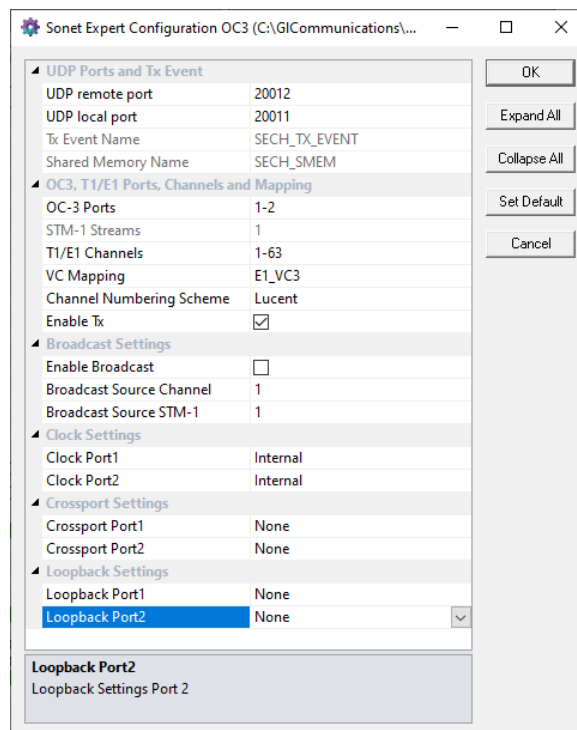 Sonet Expert Configuration OC3 (C:\GICommunications\...
UDP Ports and Tx Event
OK
UDP remote port 20012
UDP local port 20011
Expand All
Tx Event Name SECH_TX_EVENT
Shared Memory Name SECH_SMEM
Collapse All
OC3, T1/E1 Ports, Channels and Mapping
OC-3 Ports 1-2
Set Default
STM-1 Streams 1
T1/E1 Channels 1-63
Cancel
VC Mapping E1_VC3
Channel Numbering Scheme Lucent
Enable Tx
Broadcast Settings
Enable Broadcast
Broadcast Source Channel 1
Broadcast Source STM-1 1
Clock Settings
Clock Port1 Internal
Clock Port2 Internal
Crossport Settings
Crossport Port1 None
Crossport Port2 None
Loopback Settings
Loopback Port1 None
Loopback Port2 None
Loopback Port2
Loopback Settings Port 2